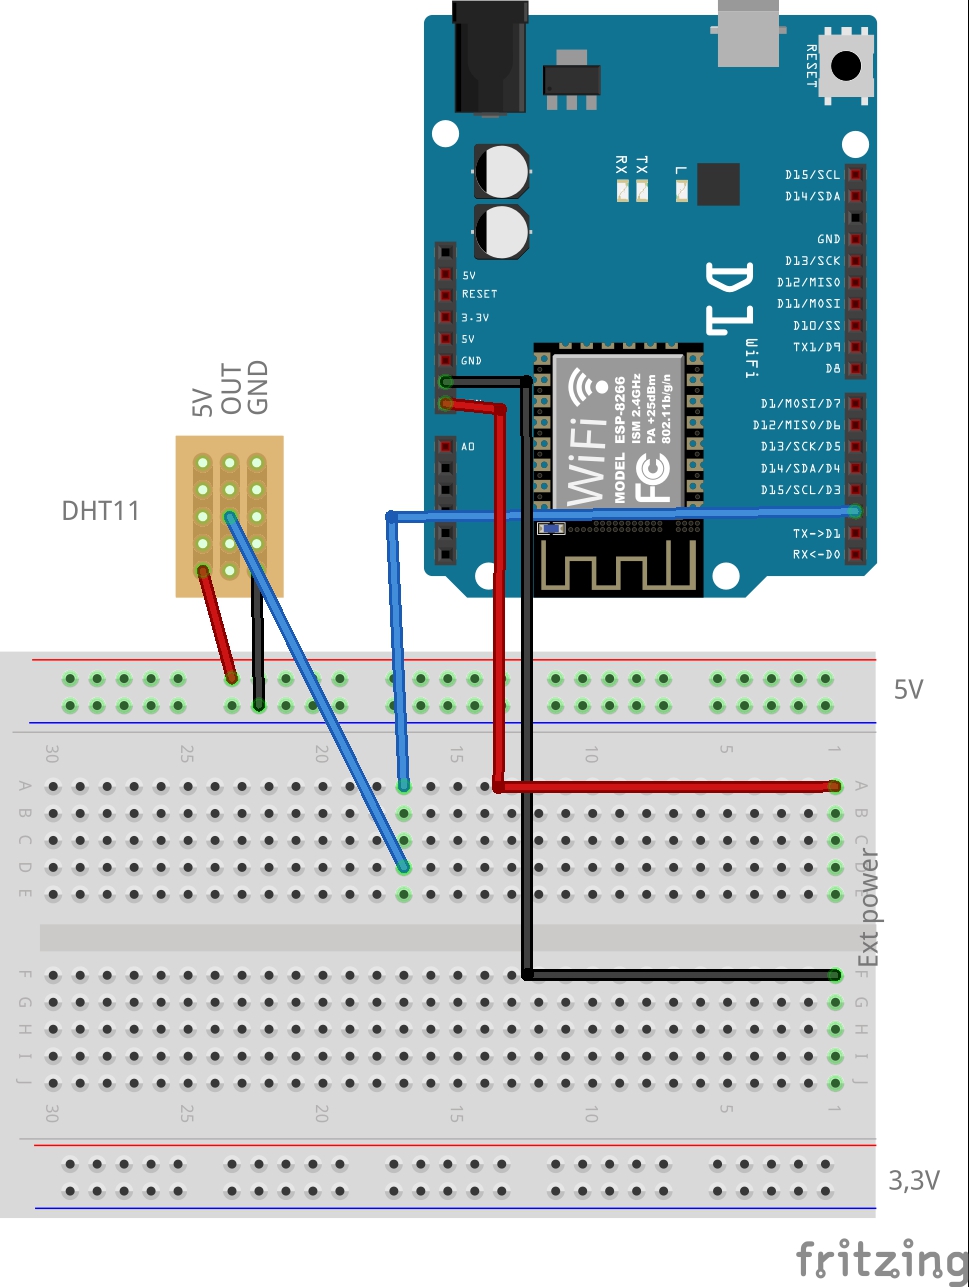 RESET
RX
TX
L
D15/SCL
D14/SDA
GND
D13/SCK
D12/MISO
D11/MOSI
D10/SS
TX1/D9
D8
5V
RESET
3.3V
5V
GND
D1
WiFi
D1/MOSI/D7
D12/MISO/D6
D13/SCK/D5
D14/SDA/D4
D15/SCL/D3
TX->D1
RX<-D0
A0
WiFi
MODEL ESP-8266
ISM 2.4GHz
PA +25dBm
802.11b/g/n
FC
5V
OUT
GND
DHT11
5V
30 25 20 15 10 5 1
A A
B B
C C
D
E E
Ext power
F F
G G
H H
I I
J J
30 25 20 15 10 5 1
3,3V
fritzing